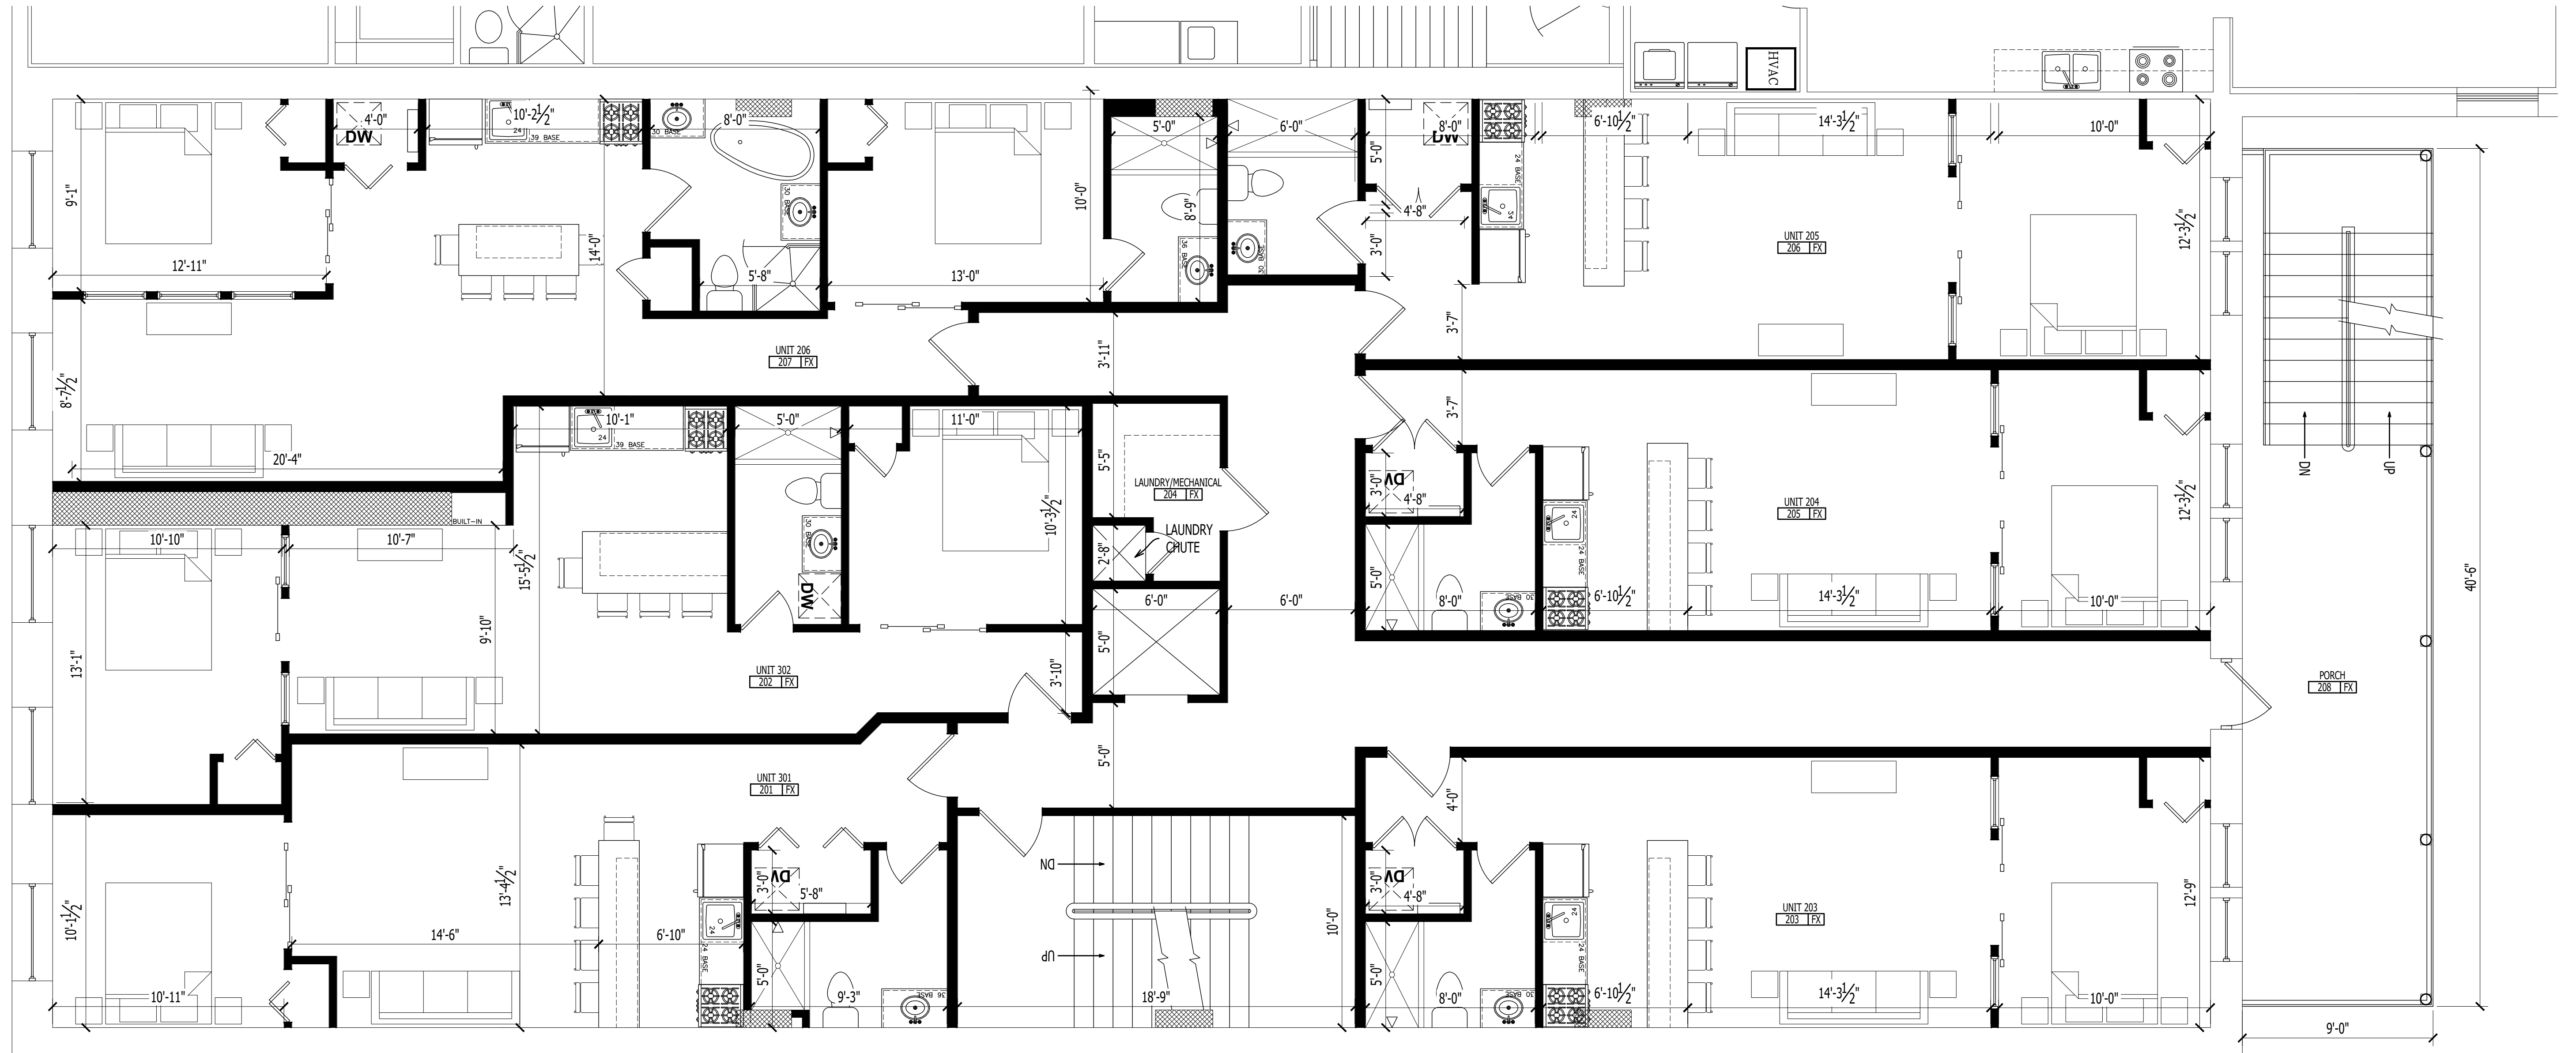 HVAC
4'-0"
DW
10'-2 1/2"
24
39 BASE
30 BASE
8'-0"
5'-0"
6'-0"
8'-0"
DW
6'-10 1/2"
14'-3 1/2"
10'-0"
9'-1"
30 BASE
10'-0"
8'-9"
5'-0"
4'-8"
24 BASE
24
12'-3 1/2"
12'-11"
14'-0"
5'-8"
13'-0"
36 BASE
30 BASE
3'-0"
UNIT 205
206 FX
3'-7"
UNIT 206
207 FX
3'-11"
8'-7 1/2"
20'-4"
10'-1"
24
39 BASE
5'-0"
11'-0"
5'-5"
LAUNDRY/MECHANICAL
204 FX
3'-7"
DW
3'-0"
4'-8"
UNIT 204
205 FX
12'-3 1/2"
DN
UP
BUILT-IN
10'-10"
10'-7"
15'-5 1/2"
30 BASE
10'-3 1/2"
LAUNDRY
CHUTE
2'-8"
24
24 BASE
5'-0"
40'-6"
DW
6'-0"
6'-0"
8'-0"
30 BASE
6'-10 1/2"
14'-3 1/2"
10'-0"
13'-1"
9'-10"
5'-0"
UNIT 302
202 FX
3'-10"
PORCH
208 FX
5'-0"
UNIT 301
201 FX
4'-0"
DN
3'-0"
DW
5'-8"
3'-0"
DW
4'-8"
10'-1 1/2"
13'-4 1/2"
14'-6"
6'-10"
24
24 BASE
10'-0"
24
24 BASE
UNIT 203
203 FX
12'-9"
UP
5'-0"
5'-0"
10'-11"
9'-3"
36 BASE
18'-9"
8'-0"
30 BASE
6'-10 1/2"
14'-3 1/2"
10'-0"
9'-0"